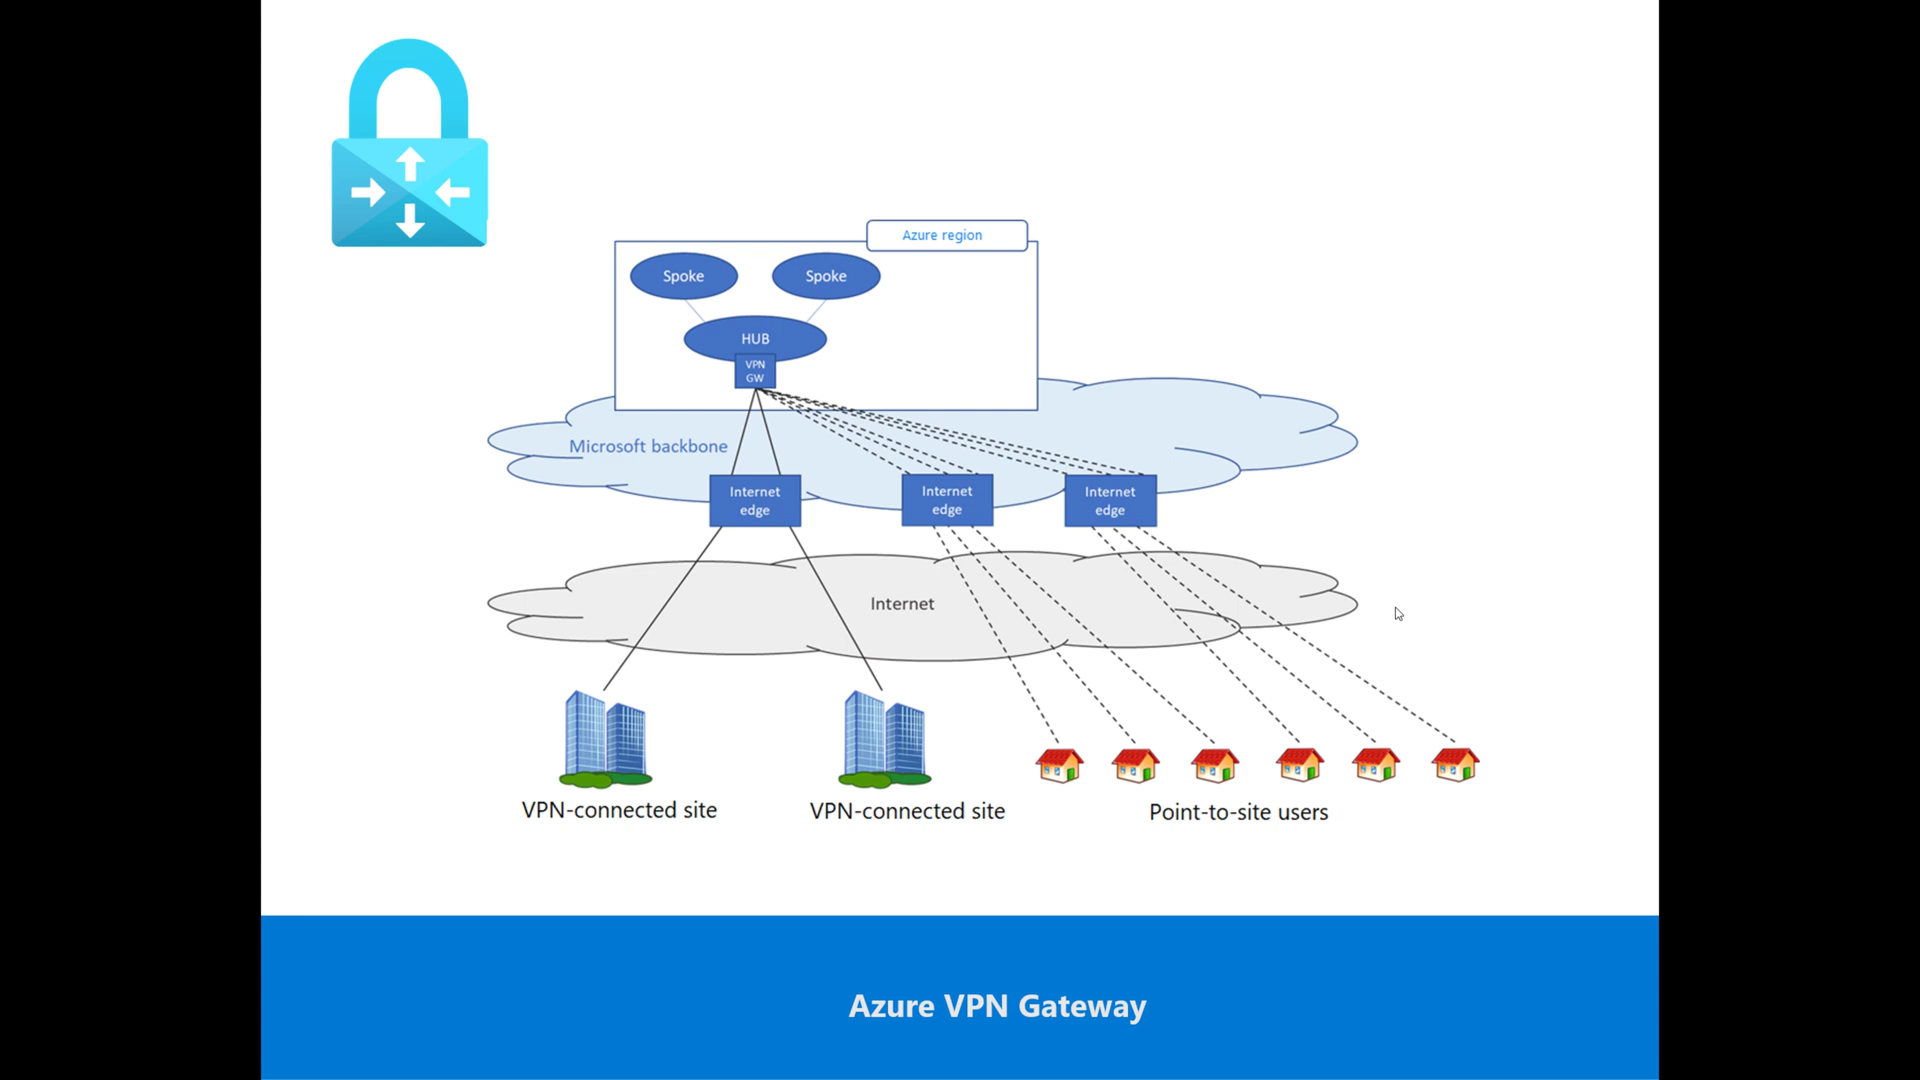 Azure region
Spoke
Spoke
HUB
VPN
GW
Microsoft backbone
Internet
edge
Internet
edge
Internet
edge
Internet
VPN-connected site
VPN-connected site
Point-to-site users
Azure VPN Gateway